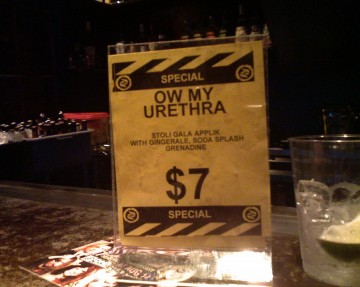 SPECIAL
OW MY
URETHRA
STOLI GALA APPLIK
WITH GINGERALE, SODA SPLASH
GRENADINE
$7
SPECIAL